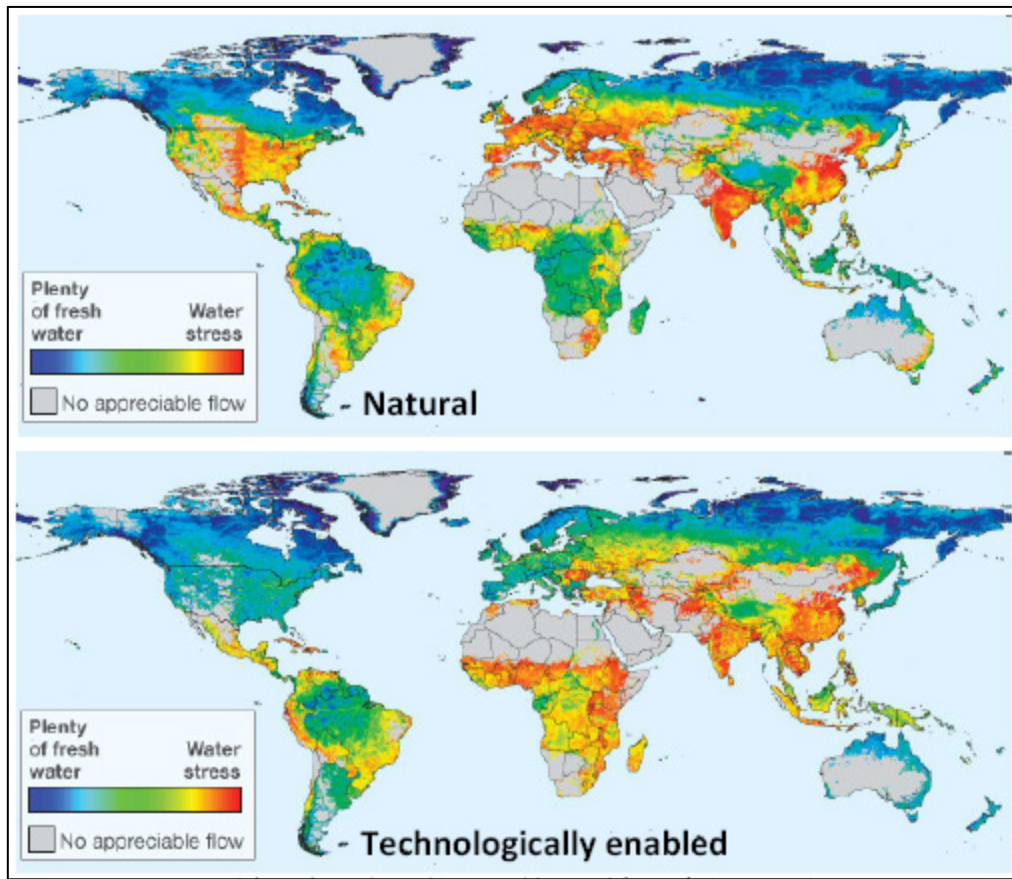 Plenty
of fresh
water
Water
stress
No appreciable flow
Natural
Plenty
of fresh
water
Water
stress
No appreciable flow
Technologically enabled